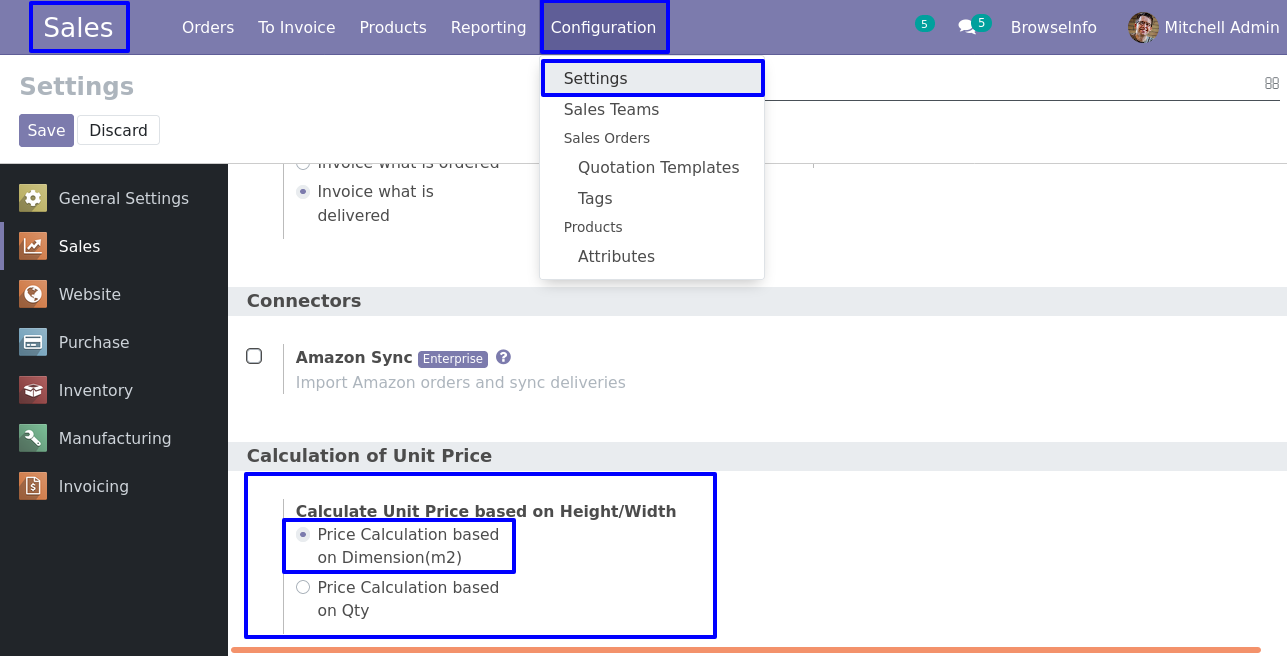 Sales Orders To Invoice Products Reporting Configuration 5 5 BrowseInfo Mitchell Admin
Settings
Save Discard
Settings
Sales Teams
Sales Orders
Quotation Templates
Tags
Products
Attributes
General Settings
Sales
Website
Purchase
Inventory
Manufacturing
Invoicing
Invoice what is ordered
Invoice what is
delivered
Connectors
Amazon Sync Enterprise ?
Import Amazon orders and sync deliveries
Calculation of Unit Price
Calculate Unit Price based on Height/Width
Price Calculation based
on Dimension(m2)
Price Calculation based
on Qty